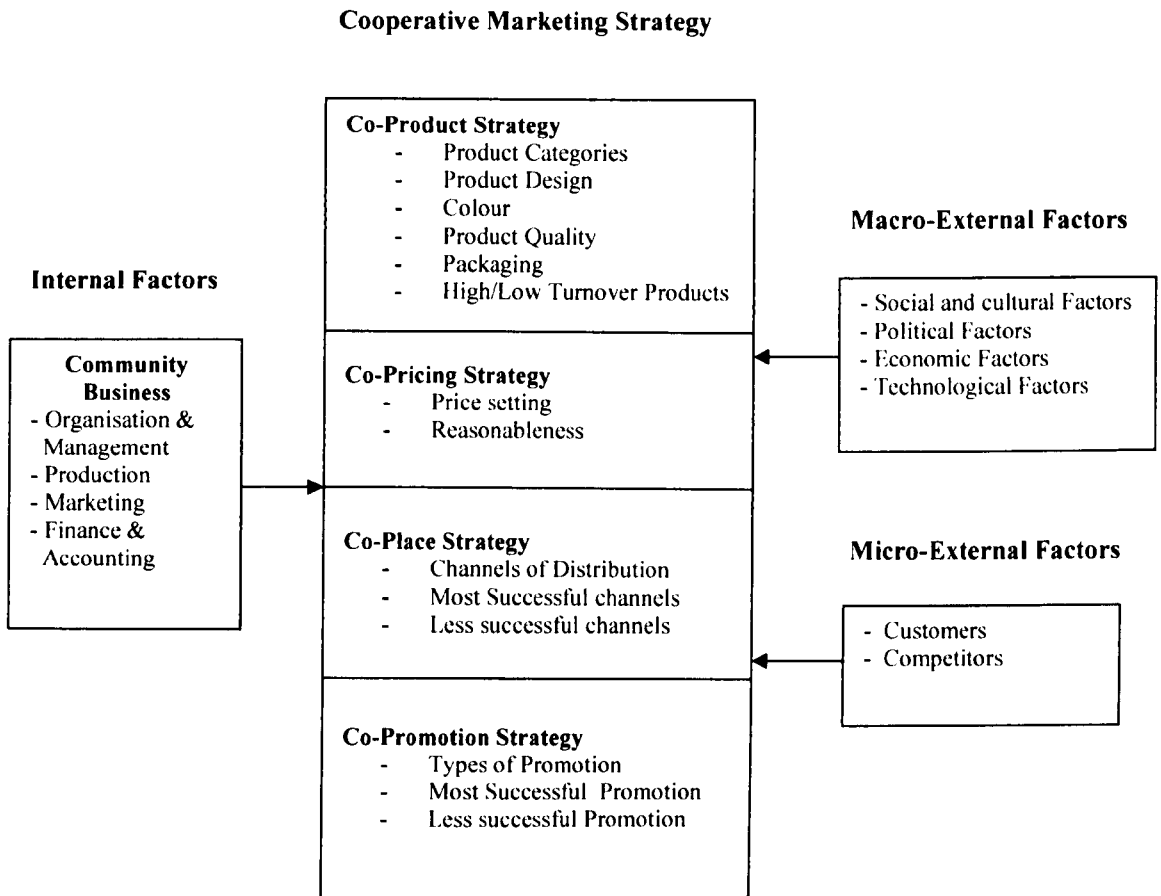 Cooperative Marketing Strategy
Internal Factors
Community
Business
- Organisation &
Management
- Production
- Marketing
- Finance &
Accounting
Co-Product Strategy
- Product Categories
- Product Design
- Colour
- Product Quality
- Packaging
- High/Low Turnover Products
Co-Pricing Strategy
- Price setting
- Reasonableness
Co-Place Strategy
- Channels of Distribution
- Most Successful channels
- Less successful channels
Co-Promotion Strategy
- Types of Promotion
- Most Successful Promotion
- Less successful Promotion
Macro-External Factors
- Social and cultural Factors
- Political Factors
- Economic Factors
- Technological Factors
Micro-External Factors
- Customers
- Competitors